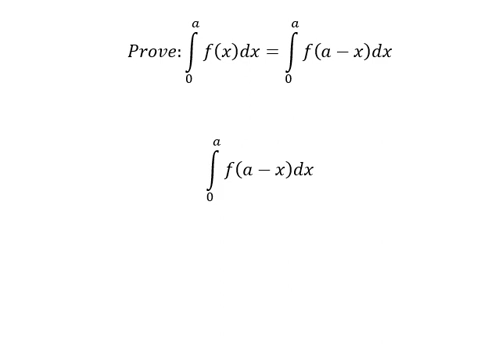 Prove: ∫₀ᵃ f(x)dx = ∫₀ᵃ f(a − x)dx
∫₀ᵃ f(a − x)dx